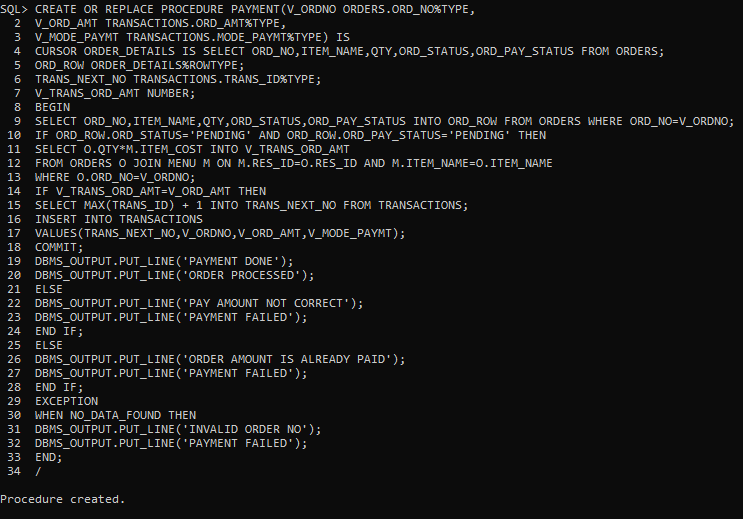 SQL> CREATE OR REPLACE PROCEDURE PAYMENT(V_ORDNO ORDERS.ORD_NO%TYPE,
2 V_ORD_AMT TRANSACTIONS.ORD_AMT%TYPE,
3 V_MODE_PAYMT TRANSACTIONS.MODE_PAYMT%TYPE) IS
4 CURSOR ORDER_DETAILS IS SELECT ORD_NO,ITEM_NAME,QTY,ORD_STATUS,ORD_PAY_STATUS FROM ORDERS;
5 ORD_ROW ORDER_DETAILS%ROWTYPE;
6 TRANS_NEXT_NO TRANSACTIONS.TRANS_ID%TYPE;
7 V_TRANS_ORD_AMT NUMBER;
8 BEGIN
9 SELECT ORD_NO,ITEM_NAME,QTY,ORD_STATUS,ORD_PAY_STATUS INTO ORD_ROW FROM ORDERS WHERE ORD_NO=V_ORDNO;
10 IF ORD_ROW.ORD_STATUS='PENDING' AND ORD_ROW.ORD_PAY_STATUS='PENDING' THEN
11 SELECT O.QTY*M.ITEM_COST INTO V_TRANS_ORD_AMT
12 FROM ORDERS O JOIN MENU M ON M.RES_ID=O.RES_ID AND M.ITEM_NAME=O.ITEM_NAME
13 WHERE O.ORD_NO=V_ORDNO;
14 IF V_TRANS_ORD_AMT=V_ORD_AMT THEN
15 SELECT MAX(TRANS_ID) + 1 INTO TRANS_NEXT_NO FROM TRANSACTIONS;
16 INSERT INTO TRANSACTIONS
17 VALUES(TRANS_NEXT_NO,V_ORDNO,V_ORD_AMT,V_MODE_PAYMT);
18 COMMIT;
19 DBMS_OUTPUT.PUT_LINE('PAYMENT DONE');
20 DBMS_OUTPUT.PUT_LINE('ORDER PROCESSED');
21 ELSE
22 DBMS_OUTPUT.PUT_LINE('PAY AMOUNT NOT CORRECT');
23 DBMS_OUTPUT.PUT_LINE('PAYMENT FAILED');
24 END IF;
25 ELSE
26 DBMS_OUTPUT.PUT_LINE('ORDER AMOUNT IS ALREADY PAID');
27 DBMS_OUTPUT.PUT_LINE('PAYMENT FAILED');
28 END IF;
29 EXCEPTION
30 WHEN NO_DATA_FOUND THEN
31 DBMS_OUTPUT.PUT_LINE('INVALID ORDER NO');
32 DBMS_OUTPUT.PUT_LINE('PAYMENT FAILED');
33 END;
34 /
Procedure created.